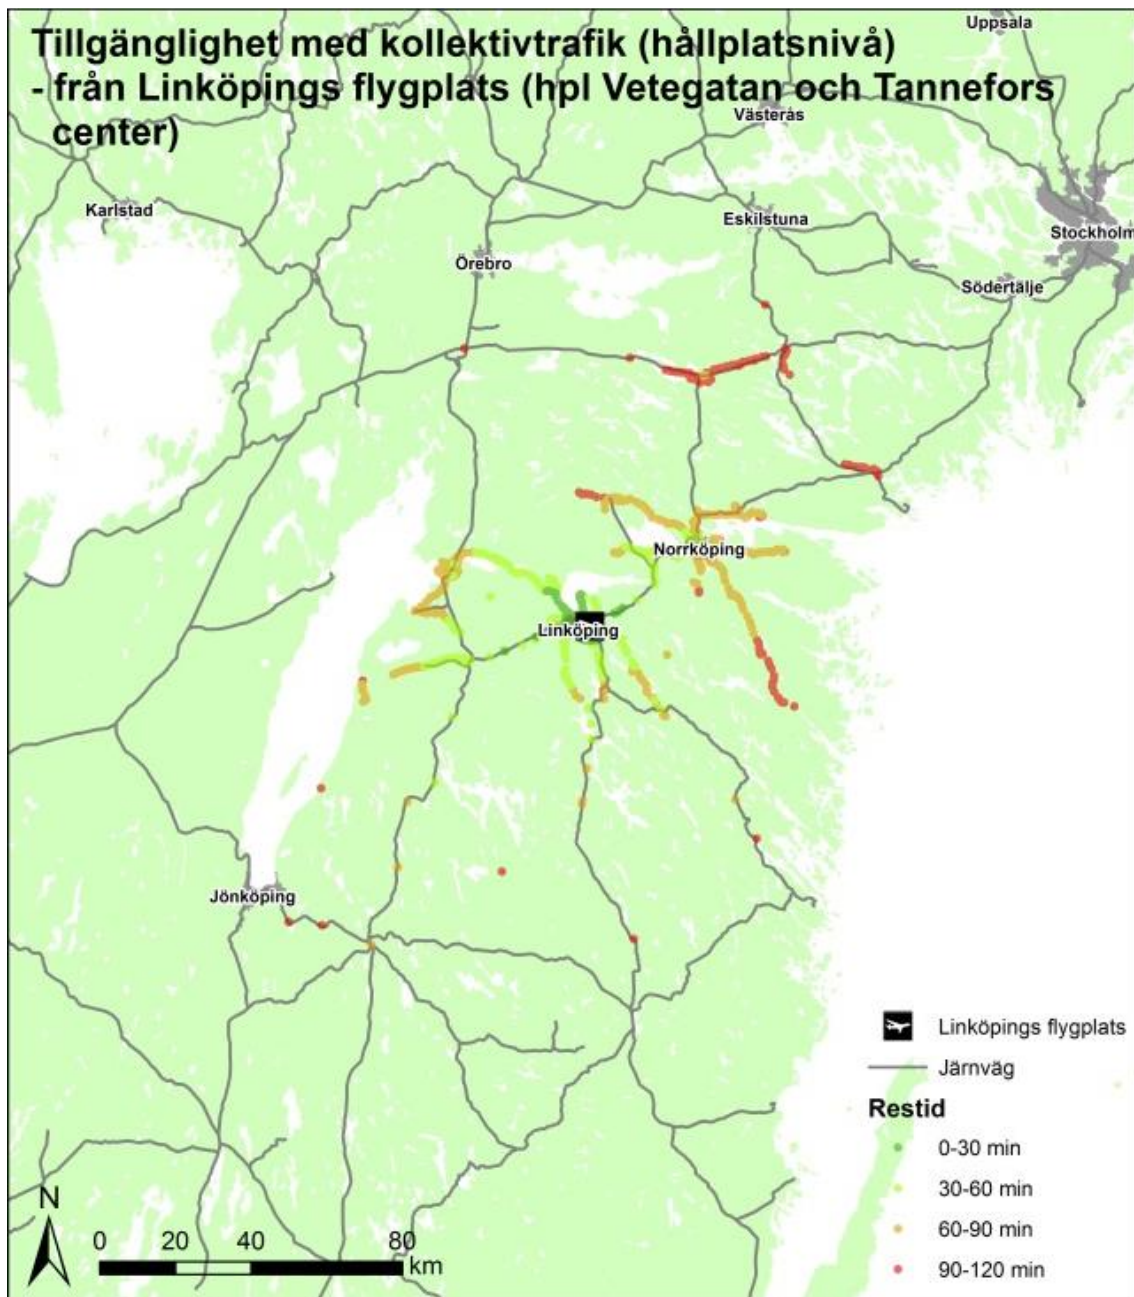 Uppsala
Tillgänglighet med kollektivtrafik (hållplatsnivå)
- från Linköpings flygplats (hpl Vetegatan och Tannefors
center)
Västerås
Karlstad
Eskilstuna
Stockholm
Örebro
Södertälje
Norrköping
Linköping
Jönköping
Linköpings flygplats
Järnväg
Restid
0-30 min
30-60 min
60-90 min
90-120 min
N
0 20 40 80
km